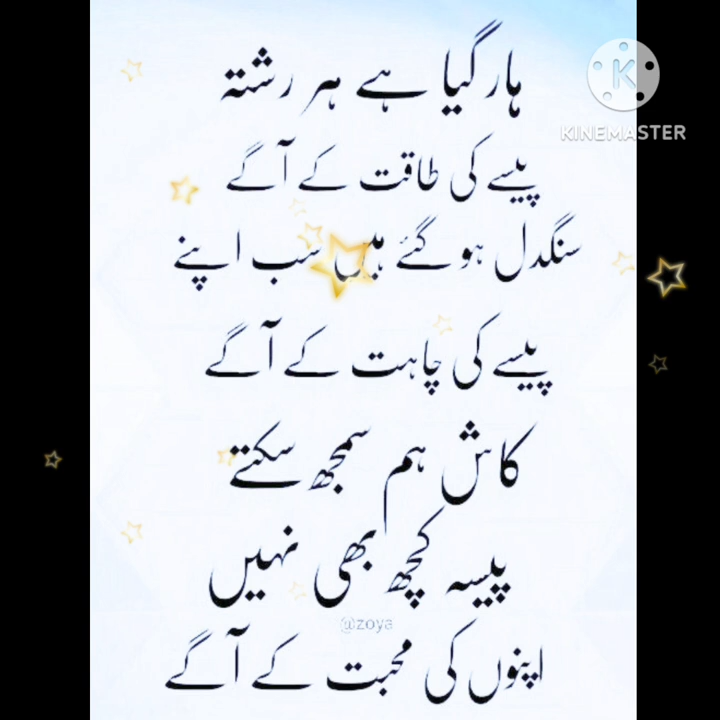 ہار گیا ہے ہر رشتہ
KINEMASTER
پیسے کی طاقت کے آگے
سنگدل ہو گئے ہیں سب اپنے
پیسے کی چاہت کے آگے
کاش ہم سمجھ سکتے
پیسہ کچھ بھی نہیں
@zoya
اپنوں کی محبت کے آگے